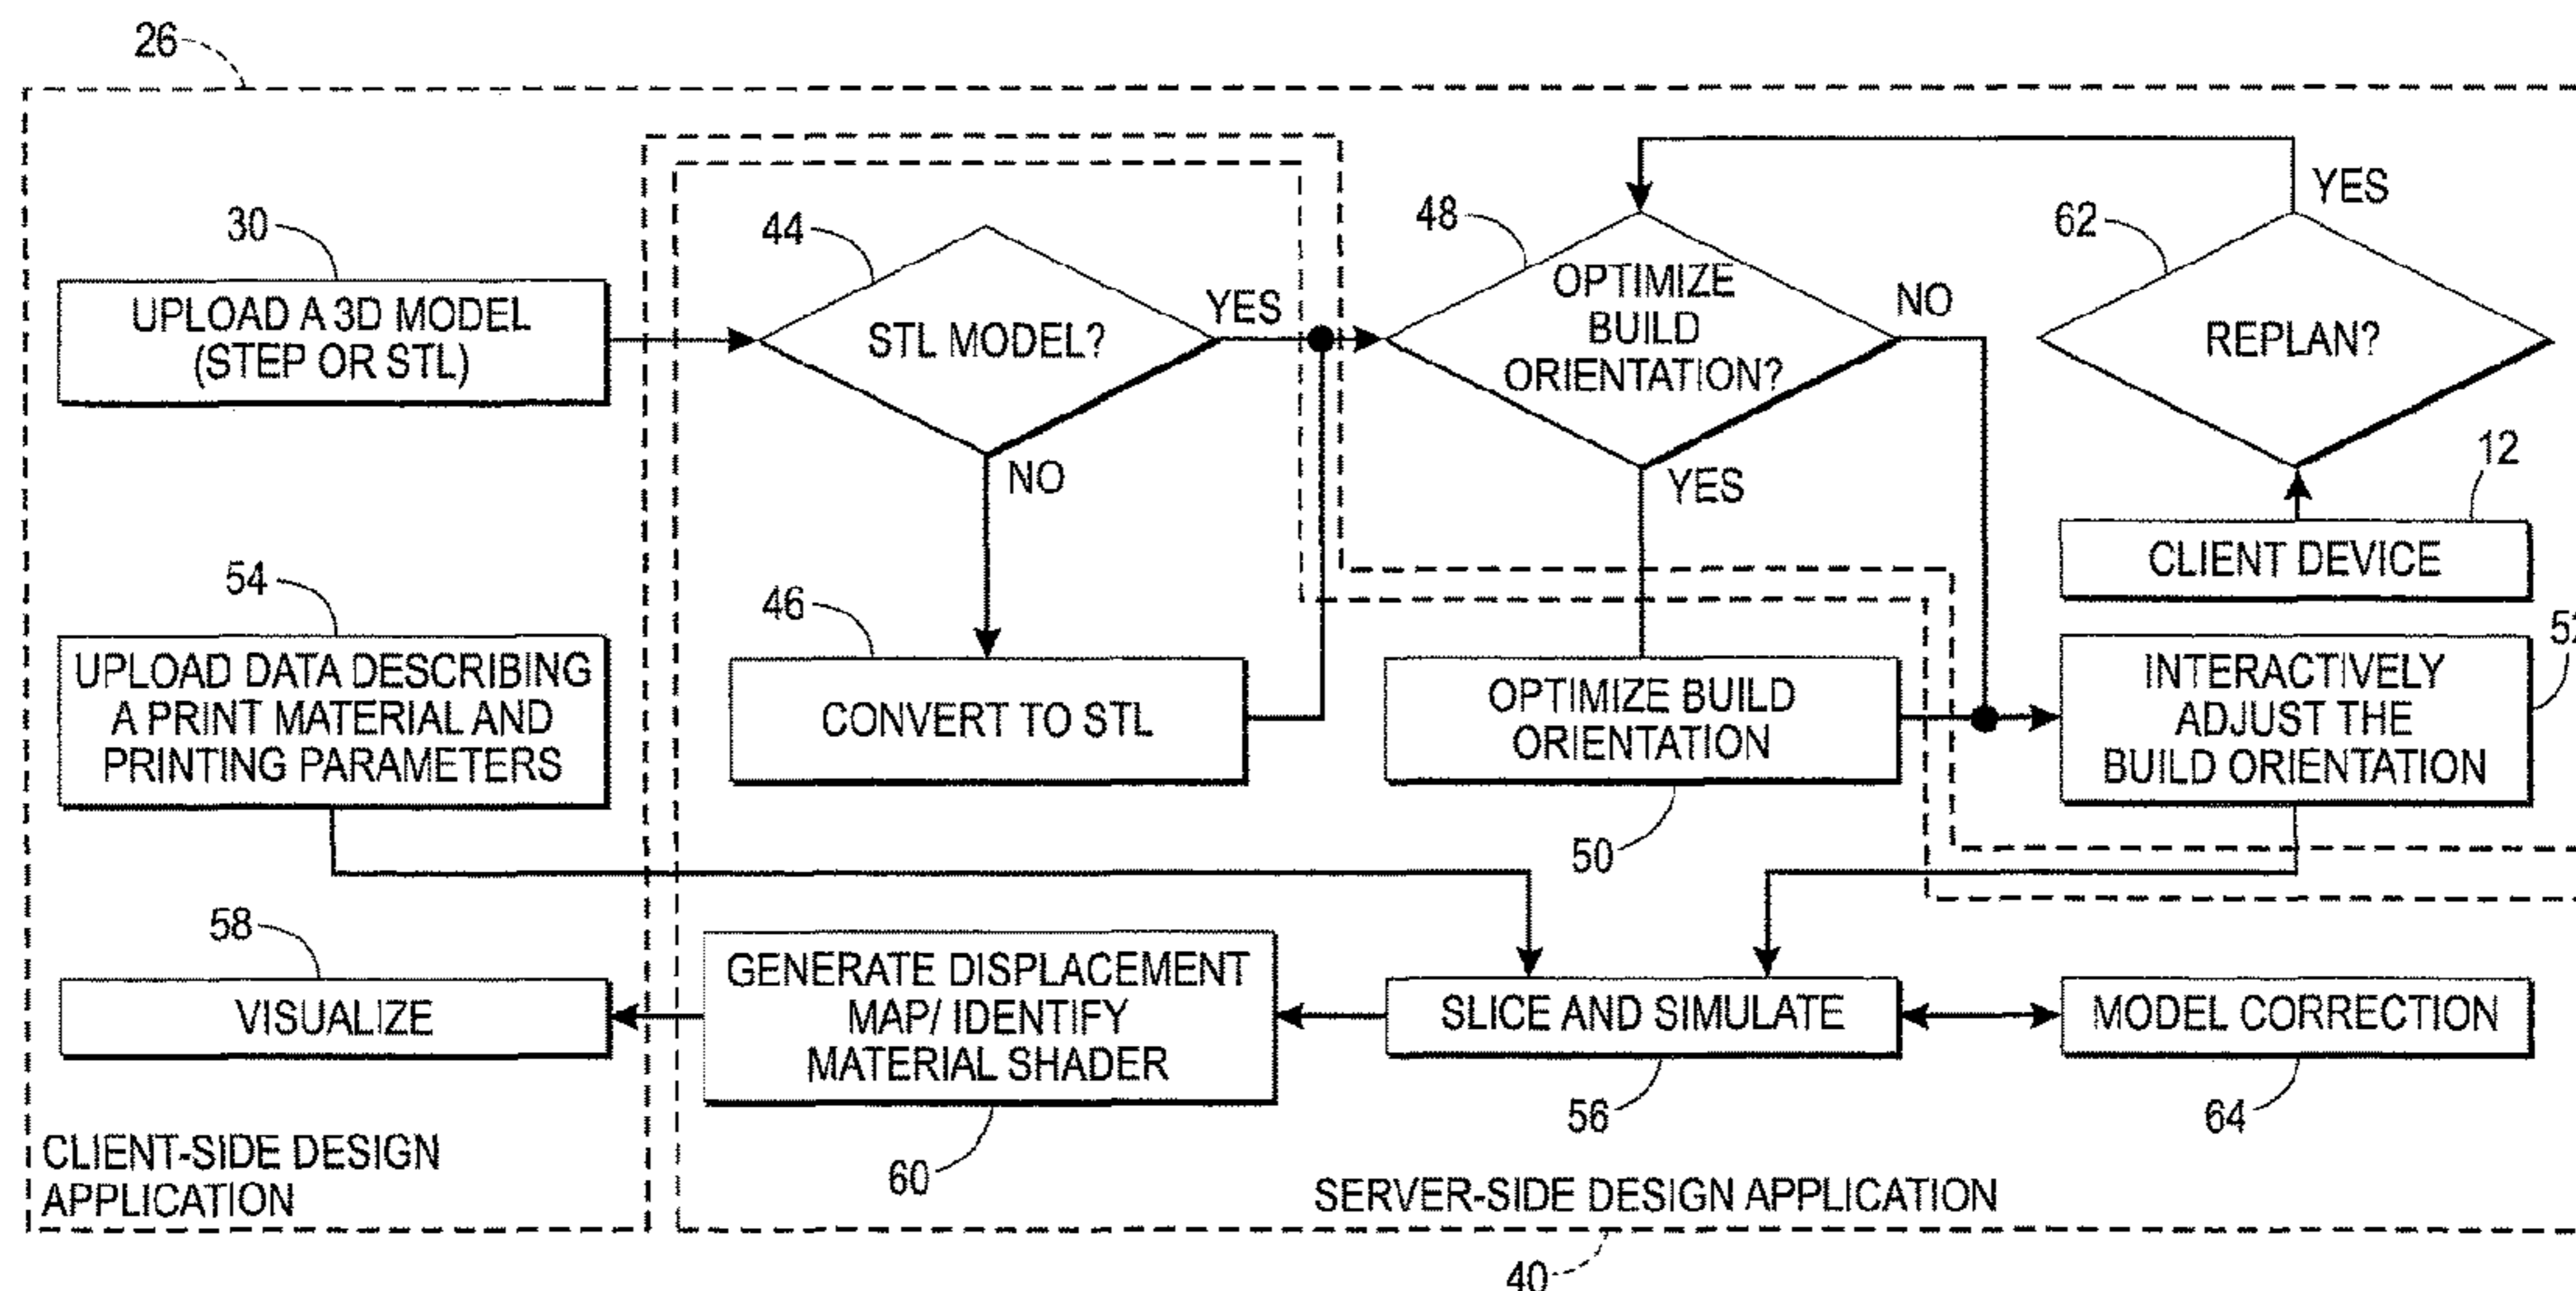 26
30
UPLOAD A 3D MODEL
(STEP OR STL)
44
STL MODEL?
YES
NO
46
CONVERT TO STL
48
OPTIMIZE
BUILD
ORIENTATION?
NO
YES
OPTIMIZE BUILD
ORIENTATION
50
62
REPLAN?
YES
12
CLIENT DEVICE
INTERACTIVELY
ADJUST THE
BUILD ORIENTATION
54
UPLOAD DATA DESCRIBING
A PRINT MATERIAL AND
PRINTING PARAMETERS
58
VISUALIZE
GENERATE DISPLACEMENT
MAP/ IDENTIFY
MATERIAL SHADER
60
SLICE AND SIMULATE
56
MODEL CORRECTION
64
CLIENT-SIDE DESIGN
APPLICATION
SERVER-SIDE DESIGN APPLICATION
40